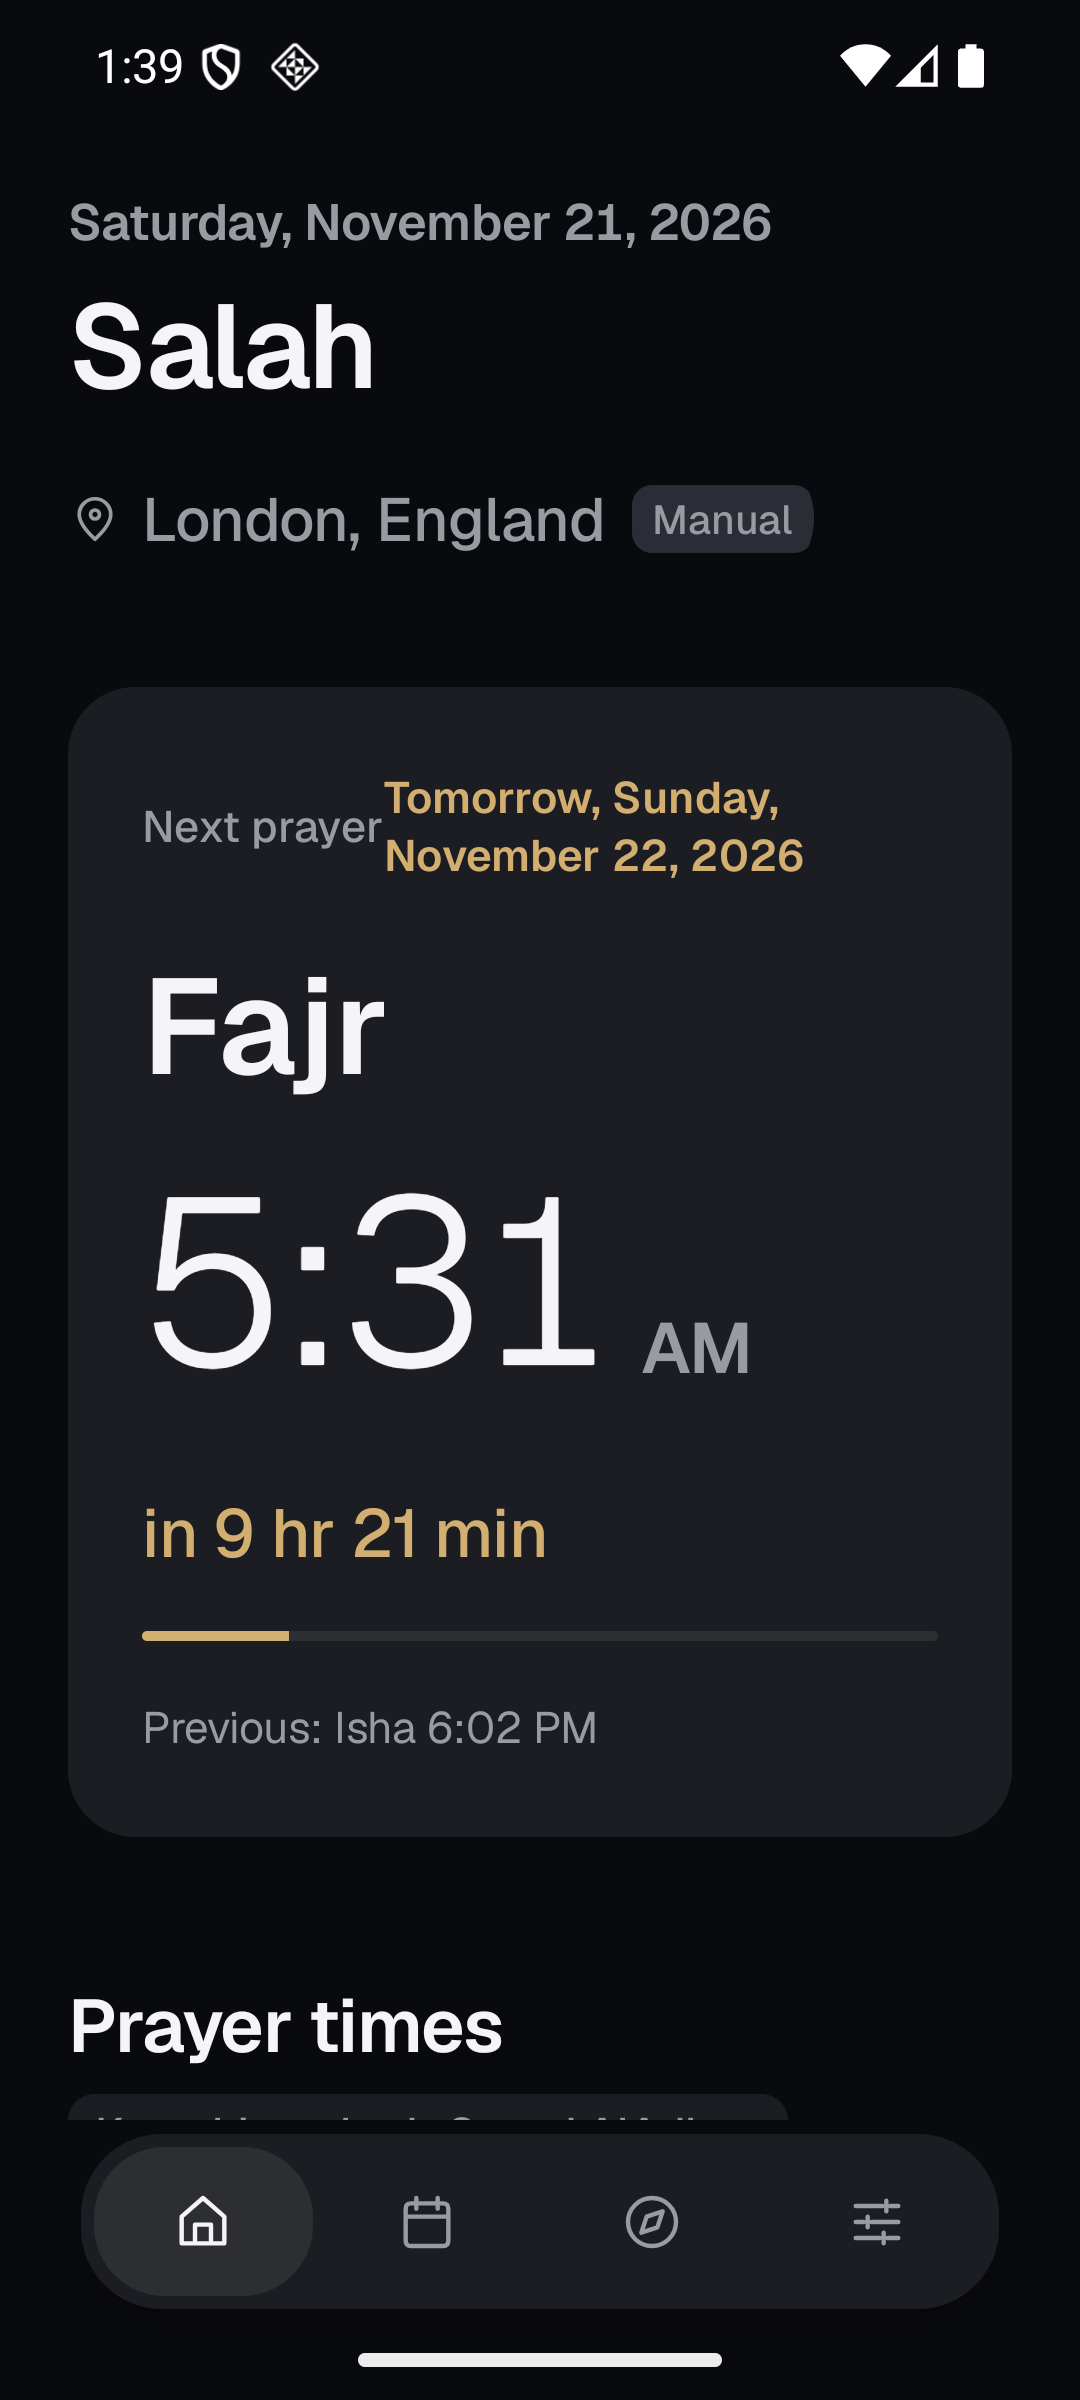 1:39
Saturday, November 21, 2026
Salah
London, England
Manual
Next prayer
Tomorrow, Sunday,
November 22, 2026
Fajr
5:31 AM
in 9 hr 21 min
Previous: Isha 6:02 PM
Prayer times